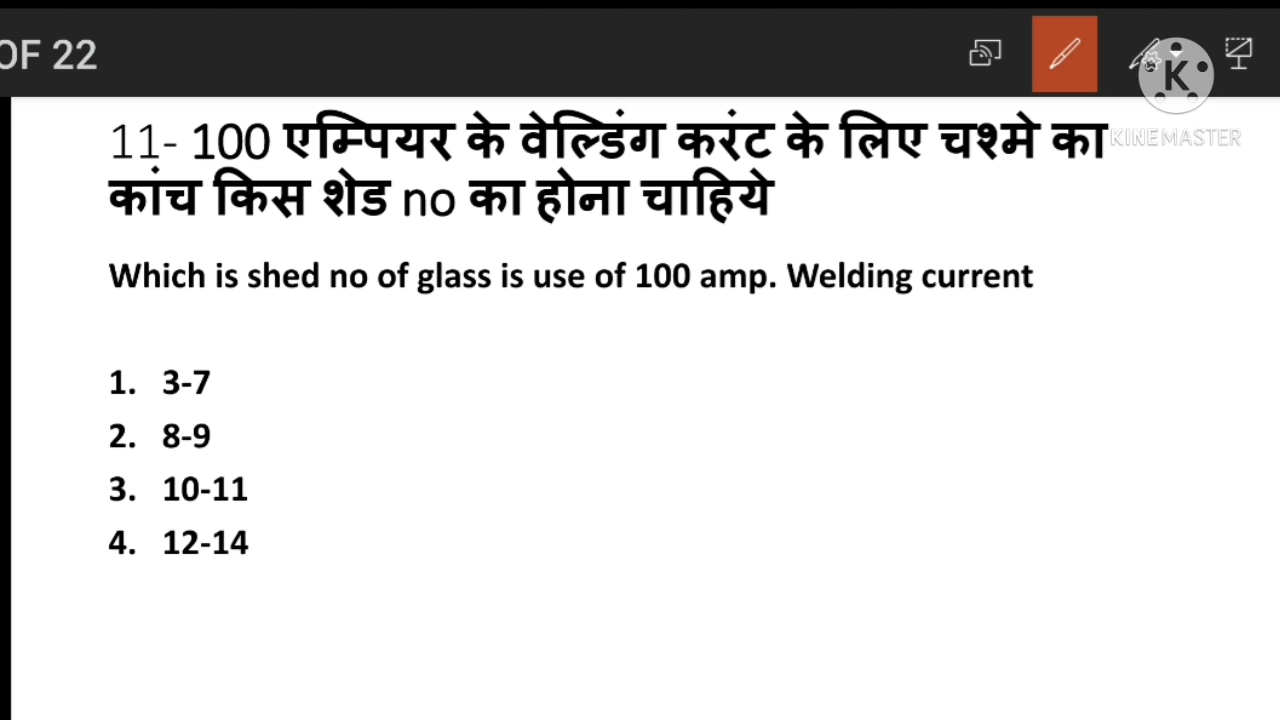 OF 22
K
KINEMASTER
11- 100 एम्पियर के वेल्डिंग करंट के लिए चश्मे का
कांच किस शेड no का होना चाहिये
Which is shed no of glass is use of 100 amp. Welding current
1. 3-7
2. 8-9
3. 10-11
4. 12-14